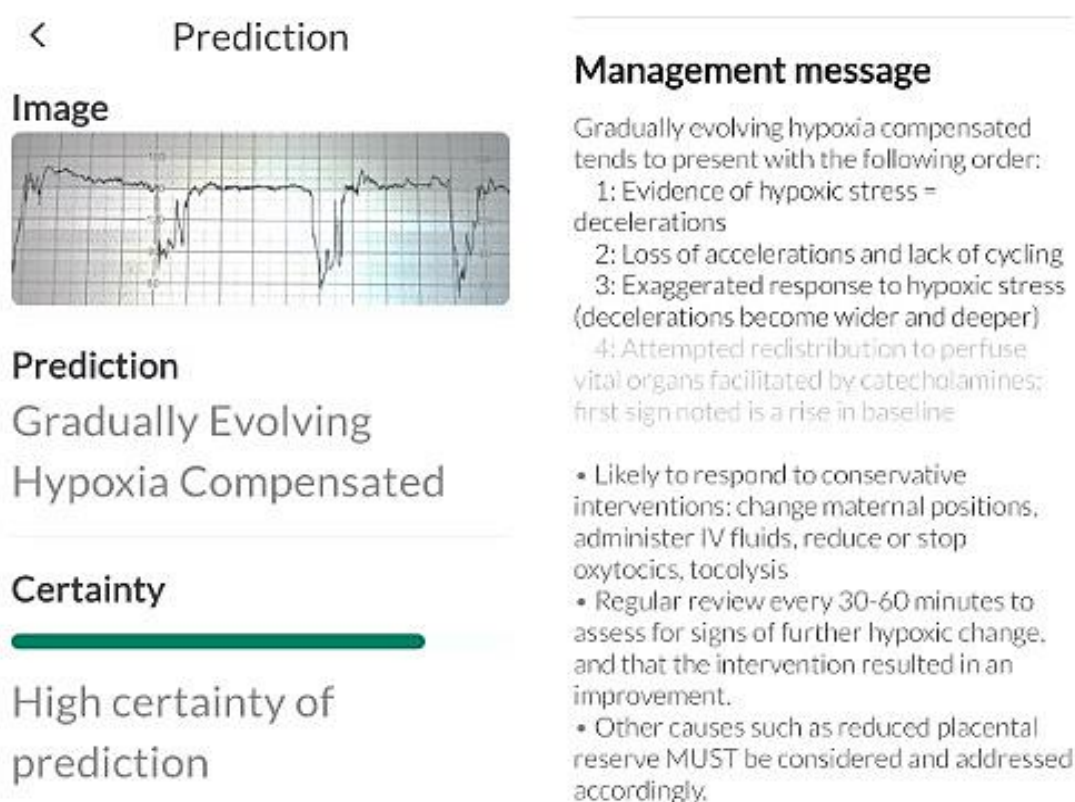 Prediction
Image
Prediction
Gradually Evolving
Hypoxia Compensated
Certainty
High certainty of
prediction
Management message
Gradually evolving hypoxia compensated
tends to present with the following order:
1: Evidence of hypoxic stress =
decelerations
2: Loss of accelerations and lack of cycling
3: Exaggerated response to hypoxic stress
(decelerations become wider and deeper)
4: Attempted redistribution to perfuse
vital organs facilitated by catecholamines;
first sign noted is a rise in baseline
• Likely to respond to conservative
interventions: change maternal positions,
administer IV fluids, reduce or stop
oxytocics, tocolysis
• Regular review every 30-60 minutes to
assess for signs of further hypoxic change,
and that the intervention resulted in an
improvement.
• Other causes such as reduced placental
reserve MUST be considered and addressed
accordingly.